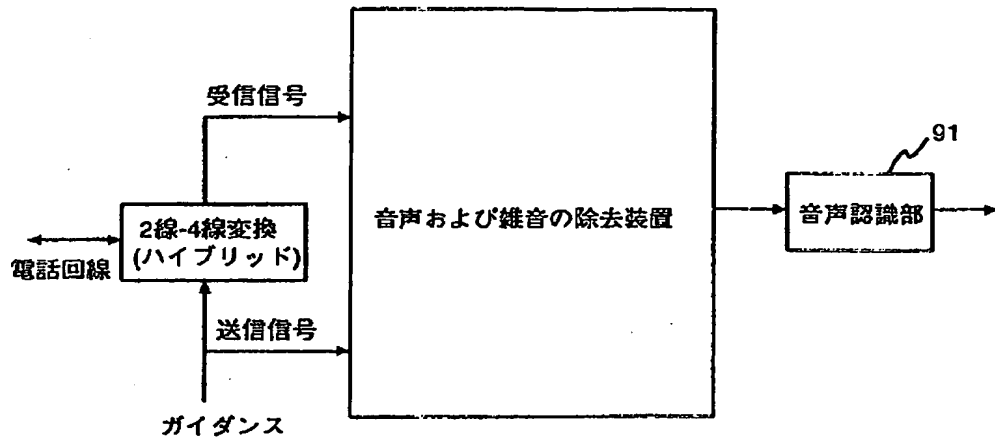 受信信号
91
2線-4線変換
(ハイブリッド)
音声および雑音の除去装置
音声認識部
電話回線
送信信号
ガイダンス